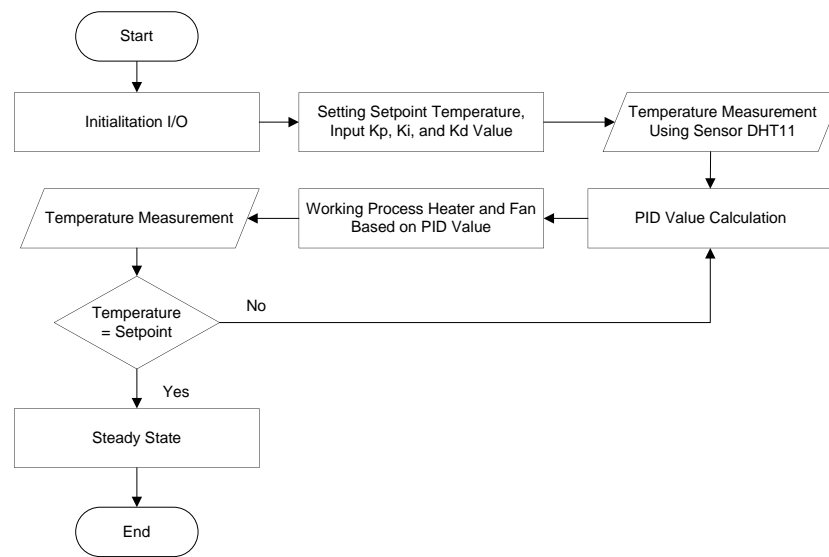 Start
Initialitation I/O
Setting Setpoint Temperature,
Input Kp, Ki, and Kd Value
Temperature Measurement
Using Sensor DHT11
Temperature Measurement
Working Process Heater and Fan
Based on PID Value
PID Value Calculation
Temperature
= Setpoint
No
Yes
Steady State
End